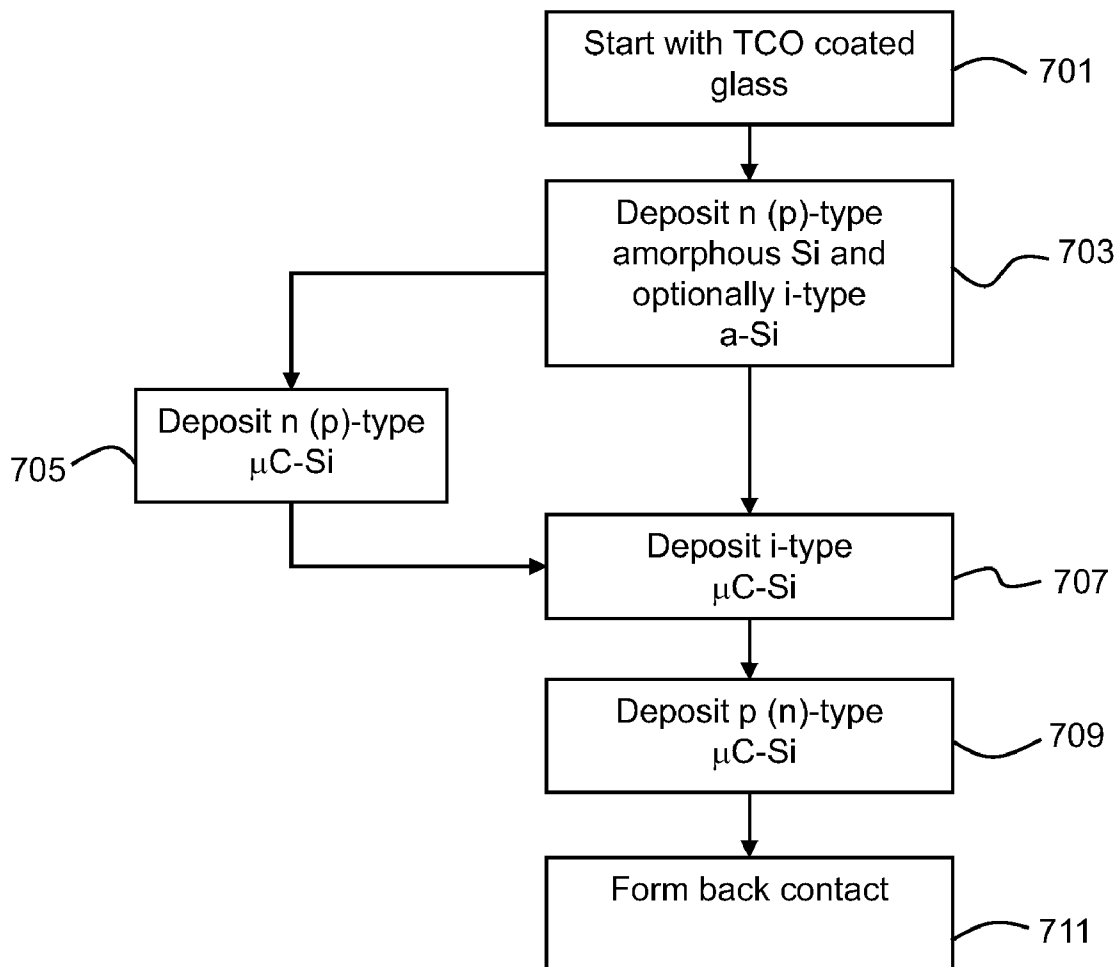 Start with TCO coated
glass
701
Deposit n (p)-type
amorphous Si and
optionally i-type
a-Si
703
Deposit n (p)-type
μC-Si
705
Deposit i-type
μC-Si
707
Deposit p (n)-type
μC-Si
709
Form back contact
711